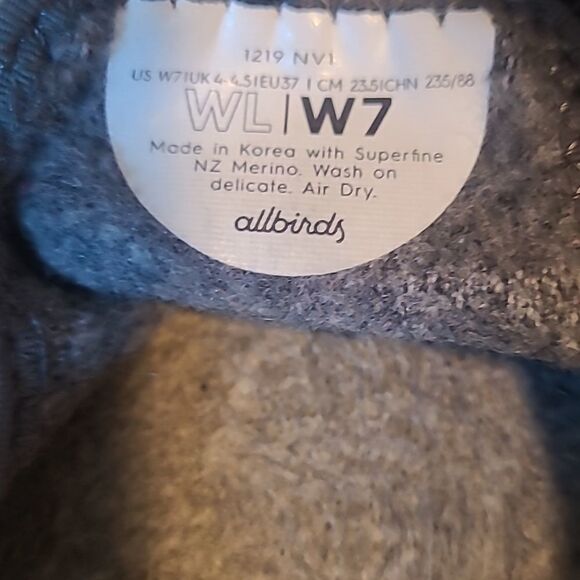 1219 NV1
US W7|UK 4-4.5|EU37 | CM 23.5|CHN 235/88
WL|W7
Made in Korea with Superfine
NZ Merino. Wash on
delicate. Air Dry.
allbirds